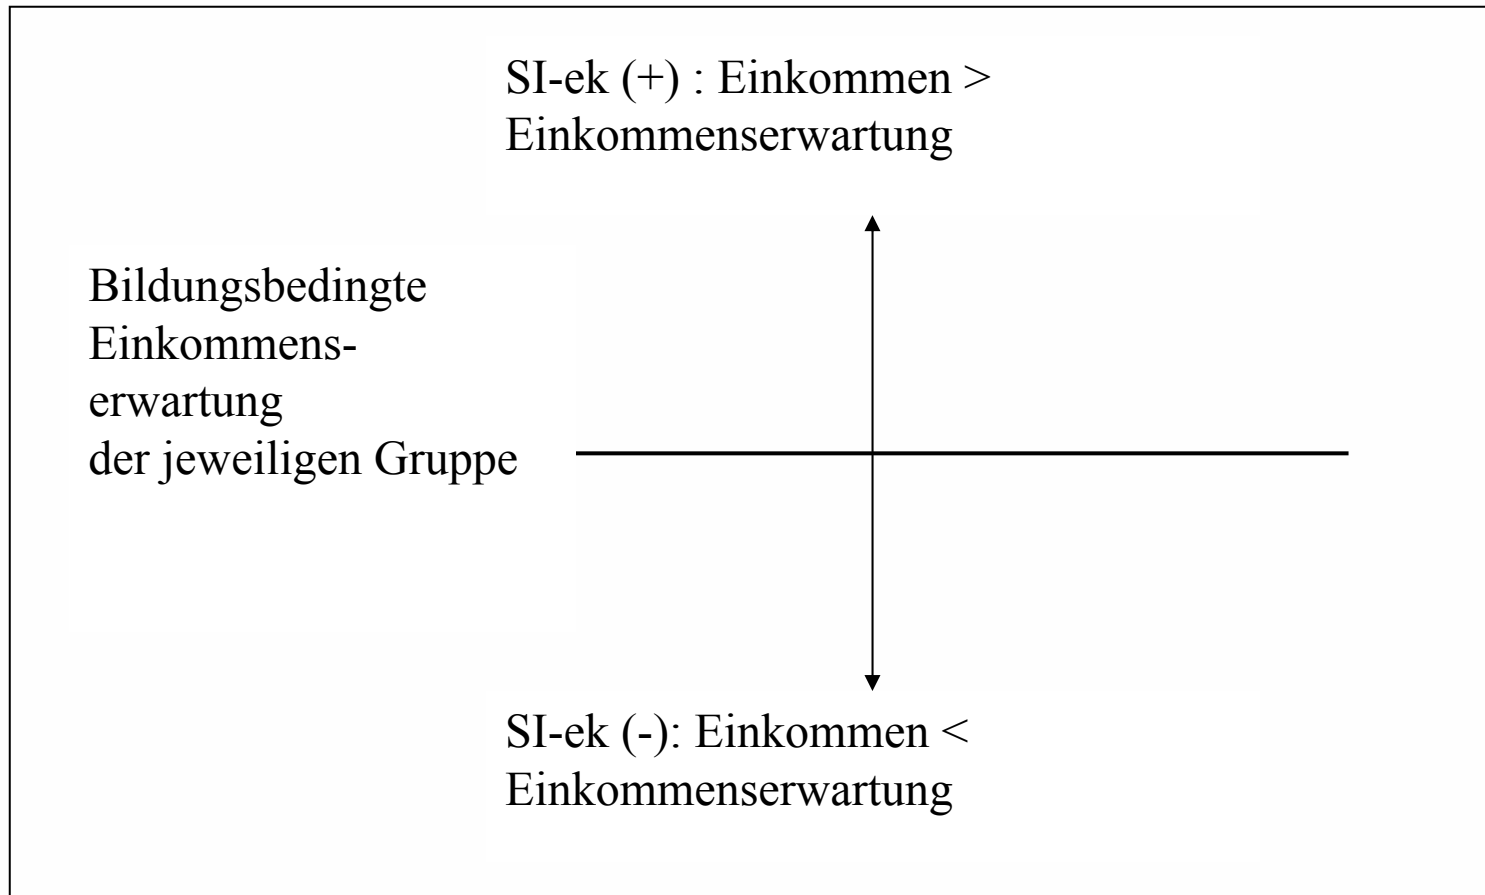 SI-ek (+) : Einkommen >
Einkommenserwartung
Bildungsbedingte
Einkommens-
erwartung
der jeweiligen Gruppe
SI-ek (-): Einkommen <
Einkommenserwartung